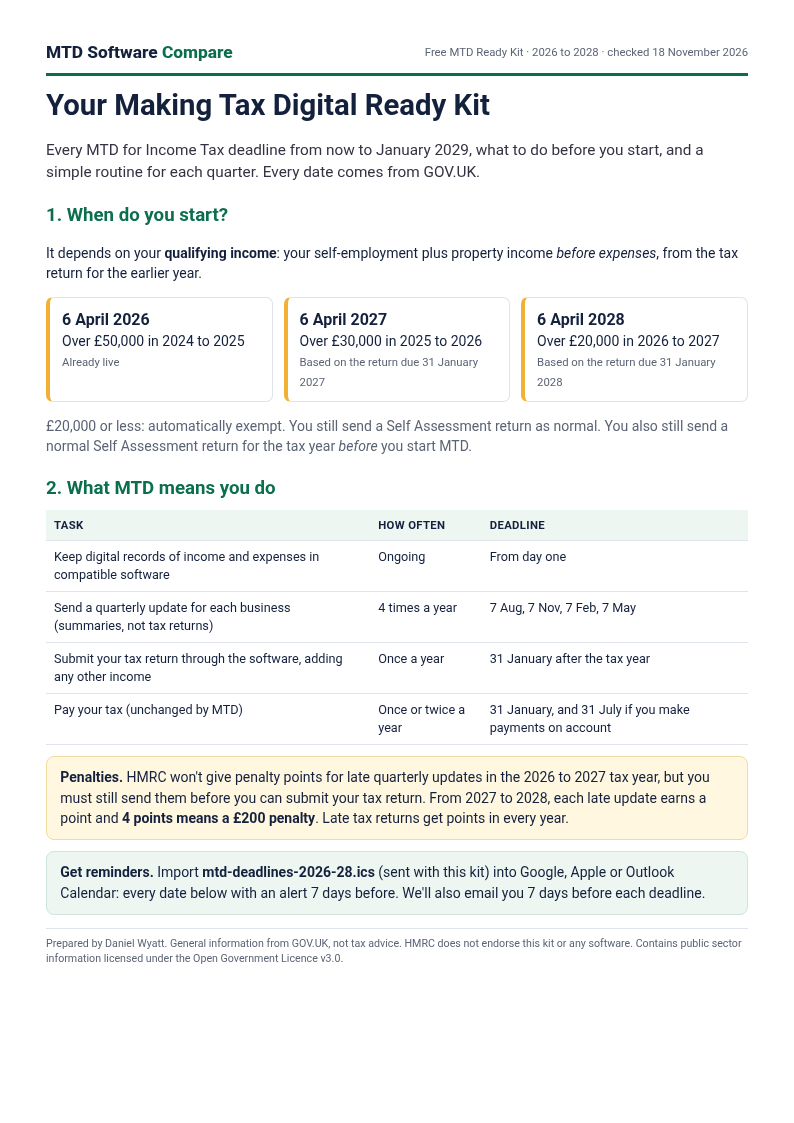 MTD Software Compare
Free MTD Ready Kit · 2026 to 2028 · checked 18 November 2026
Your Making Tax Digital Ready Kit
Every MTD for Income Tax deadline from now to January 2029, what to do before you start, and a
simple routine for each quarter. Every date comes from GOV.UK.
1. When do you start?
It depends on your qualifying income: your self-employment plus property income before expenses, from the tax
return for the earlier year.
6 April 2026
Over £50,000 in 2024 to 2025
Already live
6 April 2027
Over £30,000 in 2025 to 2026
Based on the return due 31 January
2027
6 April 2028
Over £20,000 in 2026 to 2027
Based on the return due 31 January
2028
£20,000 or less: automatically exempt. You still send a Self Assessment return as normal. You also still send a
normal Self Assessment return for the tax year before you start MTD.
2. What MTD means you do
TASK HOW OFTEN DEADLINE
Keep digital records of income and expenses in
compatible software
Ongoing
From day one
Send a quarterly update for each business
(summaries, not tax returns)
4 times a year
7 Aug, 7 Nov, 7 Feb, 7 May
Submit your tax return through the software, adding
any other income
Once a year
31 January after the tax year
Pay your tax (unchanged by MTD)
Once or twice a
year
31 January, and 31 July if you make
payments on account
Penalties. HMRC won't give penalty points for late quarterly updates in the 2026 to 2027 tax year, but you
must still send them before you can submit your tax return. From 2027 to 2028, each late update earns a
point and 4 points means a £200 penalty. Late tax returns get points in every year.
Get reminders. Import mtd-deadlines-2026-28.ics (sent with this kit) into Google, Apple or Outlook
Calendar: every date below with an alert 7 days before. We'll also email you 7 days before each deadline.
Prepared by Daniel Wyatt. General information from GOV.UK, not tax advice. HMRC does not endorse this kit or any software. Contains public sector
information licensed under the Open Government Licence v3.0.